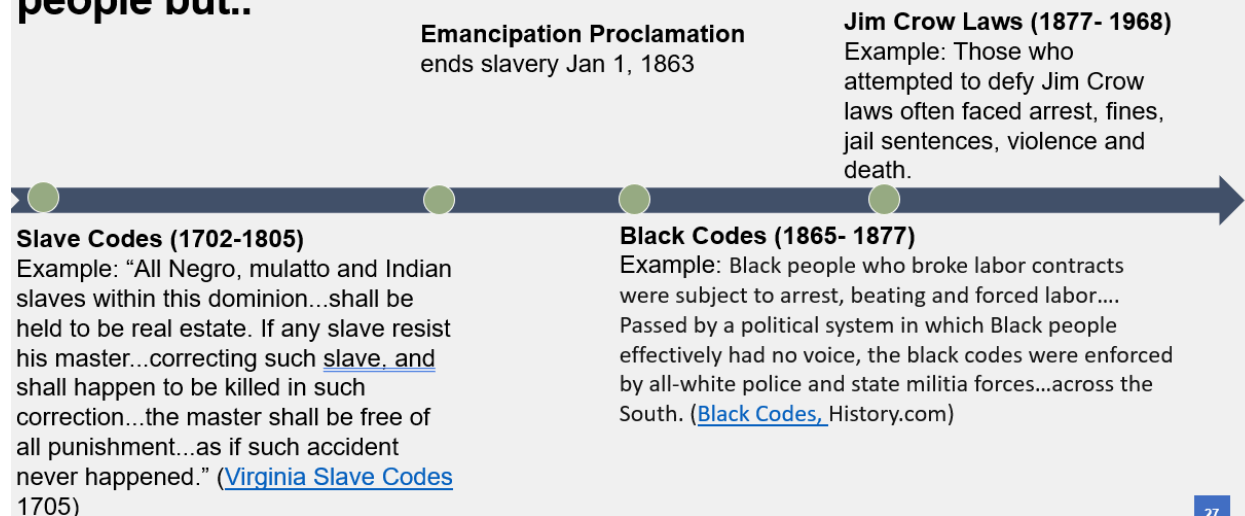 people but..
Emancipation Proclamation
ends slavery Jan 1, 1863
Jim Crow Laws (1877- 1968)
Example: Those who
attempted to defy Jim Crow
laws often faced arrest, fines,
jail sentences, violence and
death.
Slave Codes (1702-1805)
Example: “All Negro, mulatto and Indian
slaves within this dominion...shall be
held to be real estate. If any slave resist
his master...correcting such slave, and
shall happen to be killed in such
correction...the master shall be free of
all punishment...as if such accident
never happened.” (Virginia Slave Codes
1705)
Black Codes (1865- 1877)
Example: Black people who broke labor contracts
were subject to arrest, beating and forced labor....
Passed by a political system in which Black people
effectively had no voice, the black codes were enforced
by all-white police and state militia forces...across the
South. (Black Codes, History.com)
27